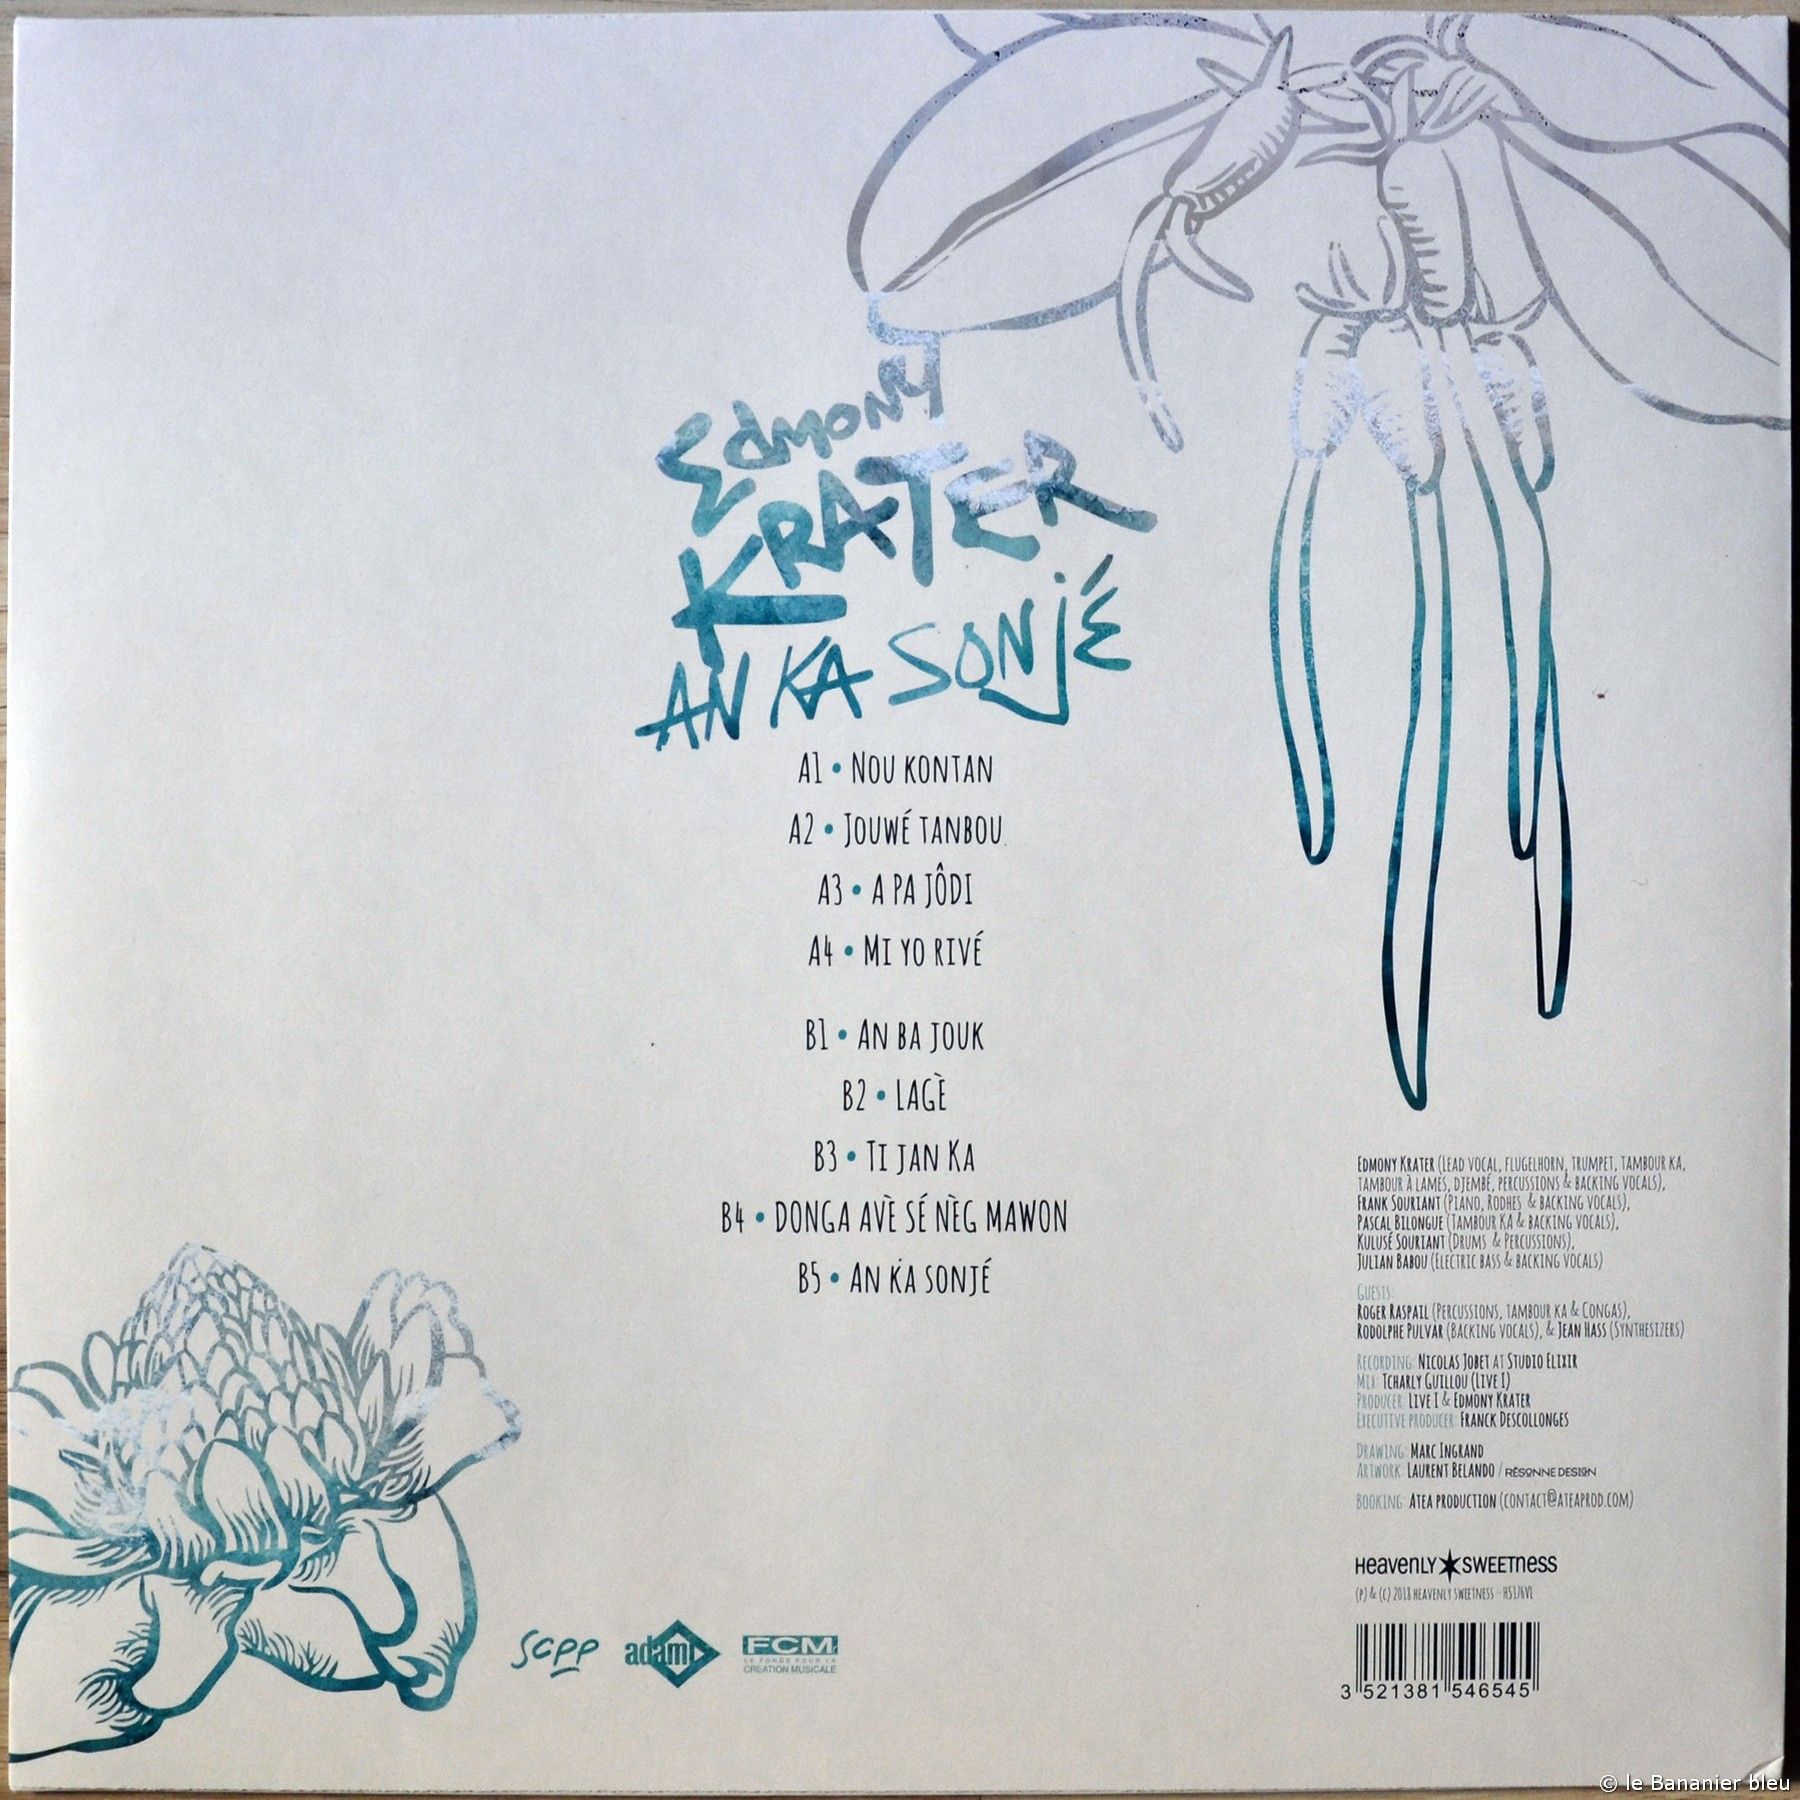 Edmony
KRATER
AN KA SONJÉ
A1 • Nou kontan
A2 • Jouwé tanbou
A3 • A pa jôdi
A4 • Mi yo rivé
B1 • An ba jouk
B2 • LAGÈ
B3 • Ti jan Ka
B4 • DONGA AVÈ SÉ NÈG MAWON
B5 • An ka sonjé
Edmony Krater (Lead vocal, flugelhorn, trumpet, tambour ka,
tambour à lames, djembé, percussions & backing vocals),
Frank Souriant (Piano, Rodhes & backing vocals),
Pascal Bilongue (Tambour Ka & backing vocals),
Kulusé Souriant (Drums & Percussions),
Julian Babou (Electric bass & backing vocals)
Guests:
Roger Raspail (Percussions, tambour ka & Congas),
Rodolphe Pulvar (Backing vocals), & Jean Hass (Synthesizers)
Recording: Nicolas Jobet at Studio Elixir
Mix: Tcharly Guillou (Live I)
Producer: Live I & Edmony Krater
Executive producer: Franck Descollonges
Drawing: Marc Ingrand
Artwork: Laurent Belando / RÉSONNE DESIGN
Booking: Atea production (contact@ateaprod.com)
HEAVENLY SWEETNESS
(P) & (C) 2018 Heavenly Sweetness - HS176VL
3 521381 546545
scpp
adami
FCM
LE FONDS POUR LA
CRÉATION MUSICALE
© le Bananier bleu